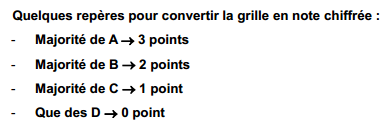 Quelques repères pour convertir la grille en note chiffrée :
- Majorité de A → 3 points
- Majorité de B → 2 points
- Majorité de C → 1 point
- Que des D → 0 point